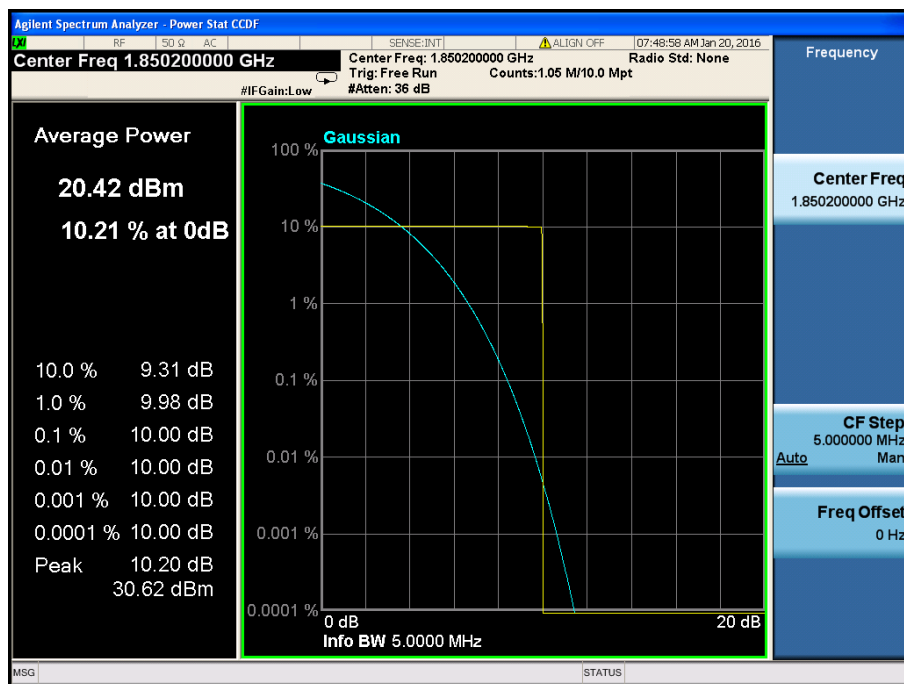 Agilent Spectrum Analyzer - Power Stat CCDF
LXI RF 50 Ω AC SENSE:INT ALIGN OFF 07:48:58 AM Jan 20, 2016
Center Freq 1.850200000 GHz
Center Freq: 1.850200000 GHz Radio Std: None
Trig: Free Run Counts:1.05 M/10.0 Mpt
#IFGain:Low #Atten: 36 dB
Average Power
20.42 dBm
10.21 % at 0dB
10.0 % 9.31 dB
1.0 % 9.98 dB
0.1 % 10.00 dB
0.01 % 10.00 dB
0.001 % 10.00 dB
0.0001 % 10.00 dB
Peak 10.20 dB
30.62 dBm
Gaussian
100 %
10 %
1 %
0.1 %
0.01 %
0.001 %
0.0001 %
0 dB 20 dB
Info BW 5.0000 MHz
Frequency
Center Freq
1.850200000 GHz
CF Step
5.000000 MHz
Auto Man
Freq Offset
0 Hz
MSG STATUS